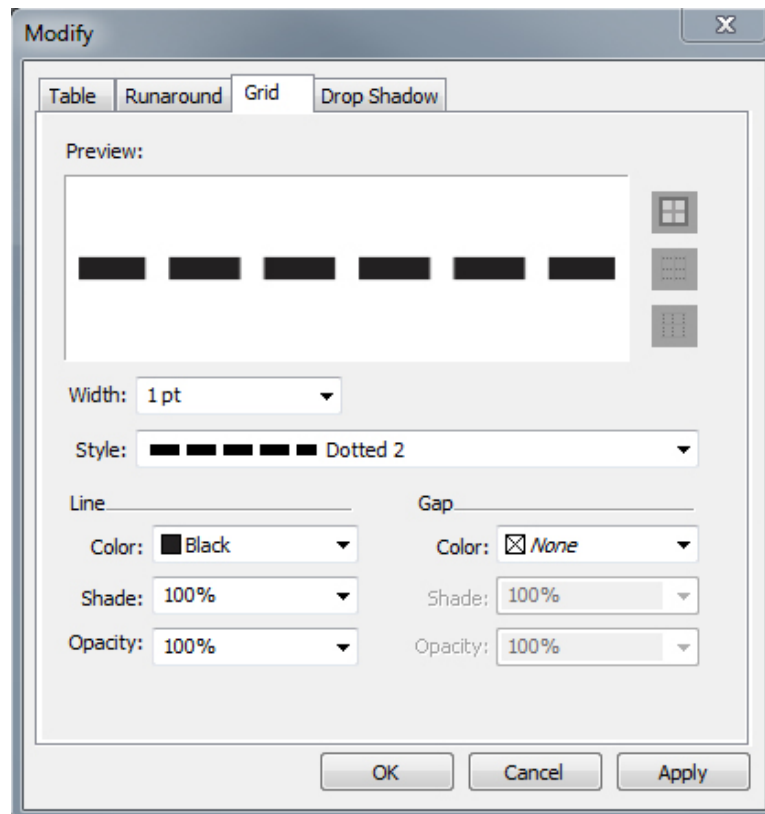 Modify
Table Runaround Grid Drop Shadow
Preview:
Width: 1 pt
Style: Dotted 2
Line Gap
Color: Black Color: None
Shade: 100% Shade: 100%
Opacity: 100% Opacity: 100%
OK Cancel Apply